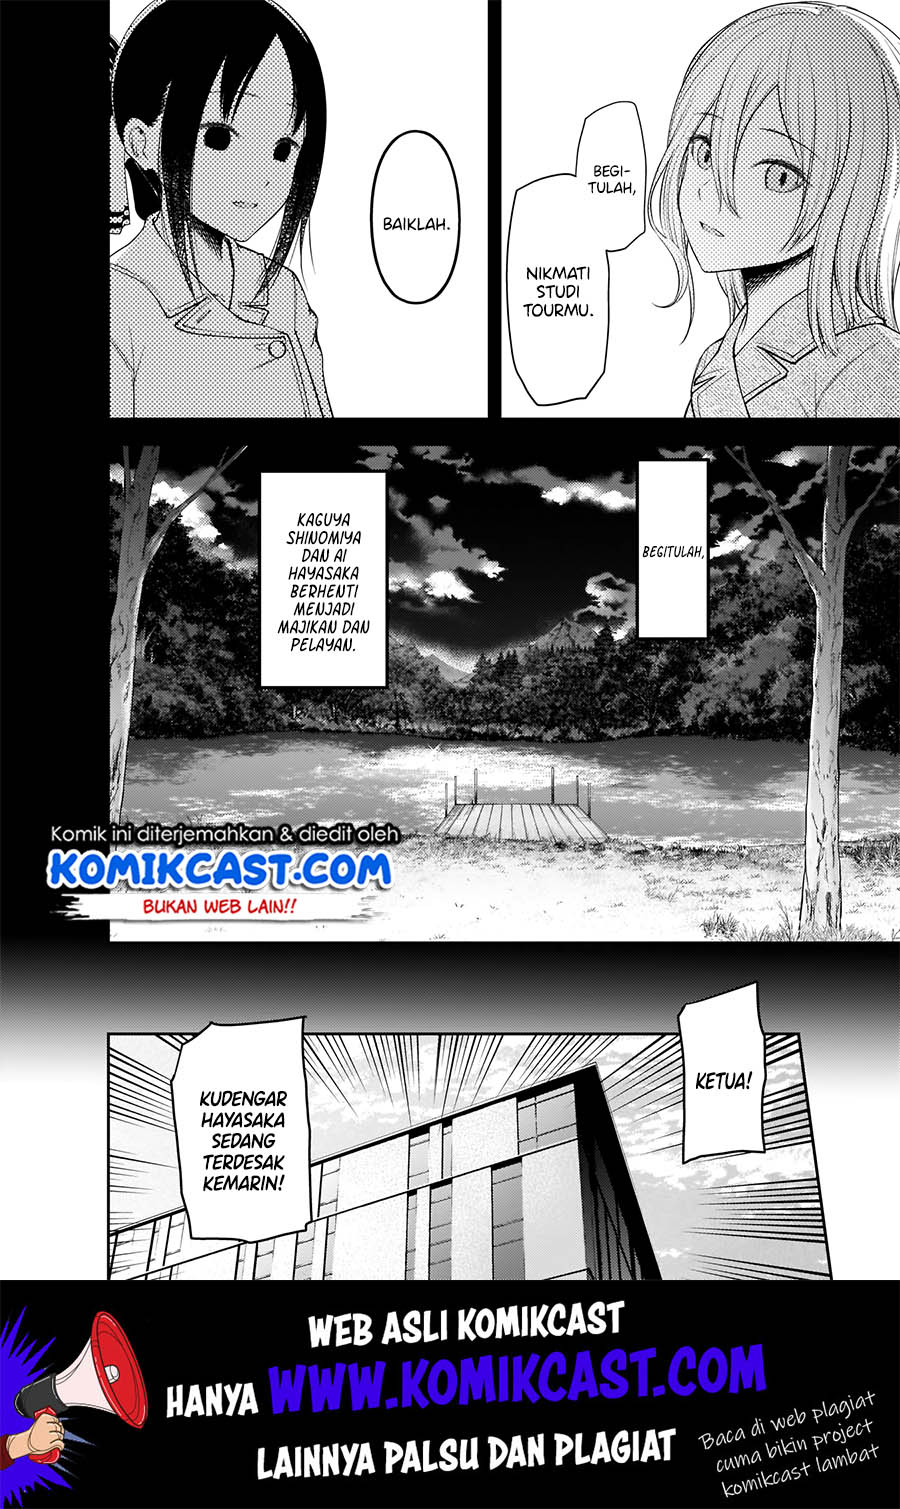 BEGI-
TULAH,
NIKMATI
STUDI
TOURMU.
BAIKLAH.
BEGITULAH,
KAGUYA
SHINOMIYA
DAN AI
HAYASAKA
BERHENTI
MENJADI
MAJIKAN DAN
PELAYAN.
Komik ini diterjemahkan & diedit oleh
KOMIKCAST.COM
BUKAN WEB LAIN!!
KETUA!
KUDENGAR
HAYASAKA
SEDANG
TERDESAK
KEMARIN!
WEB ASLI KOMIKCAST
HANYA WWW.KOMIKCAST.COM
LAINNYA PALSU DAN PLAGIAT
Baca di web plagiat
cuma bikin project
komikcast lambat